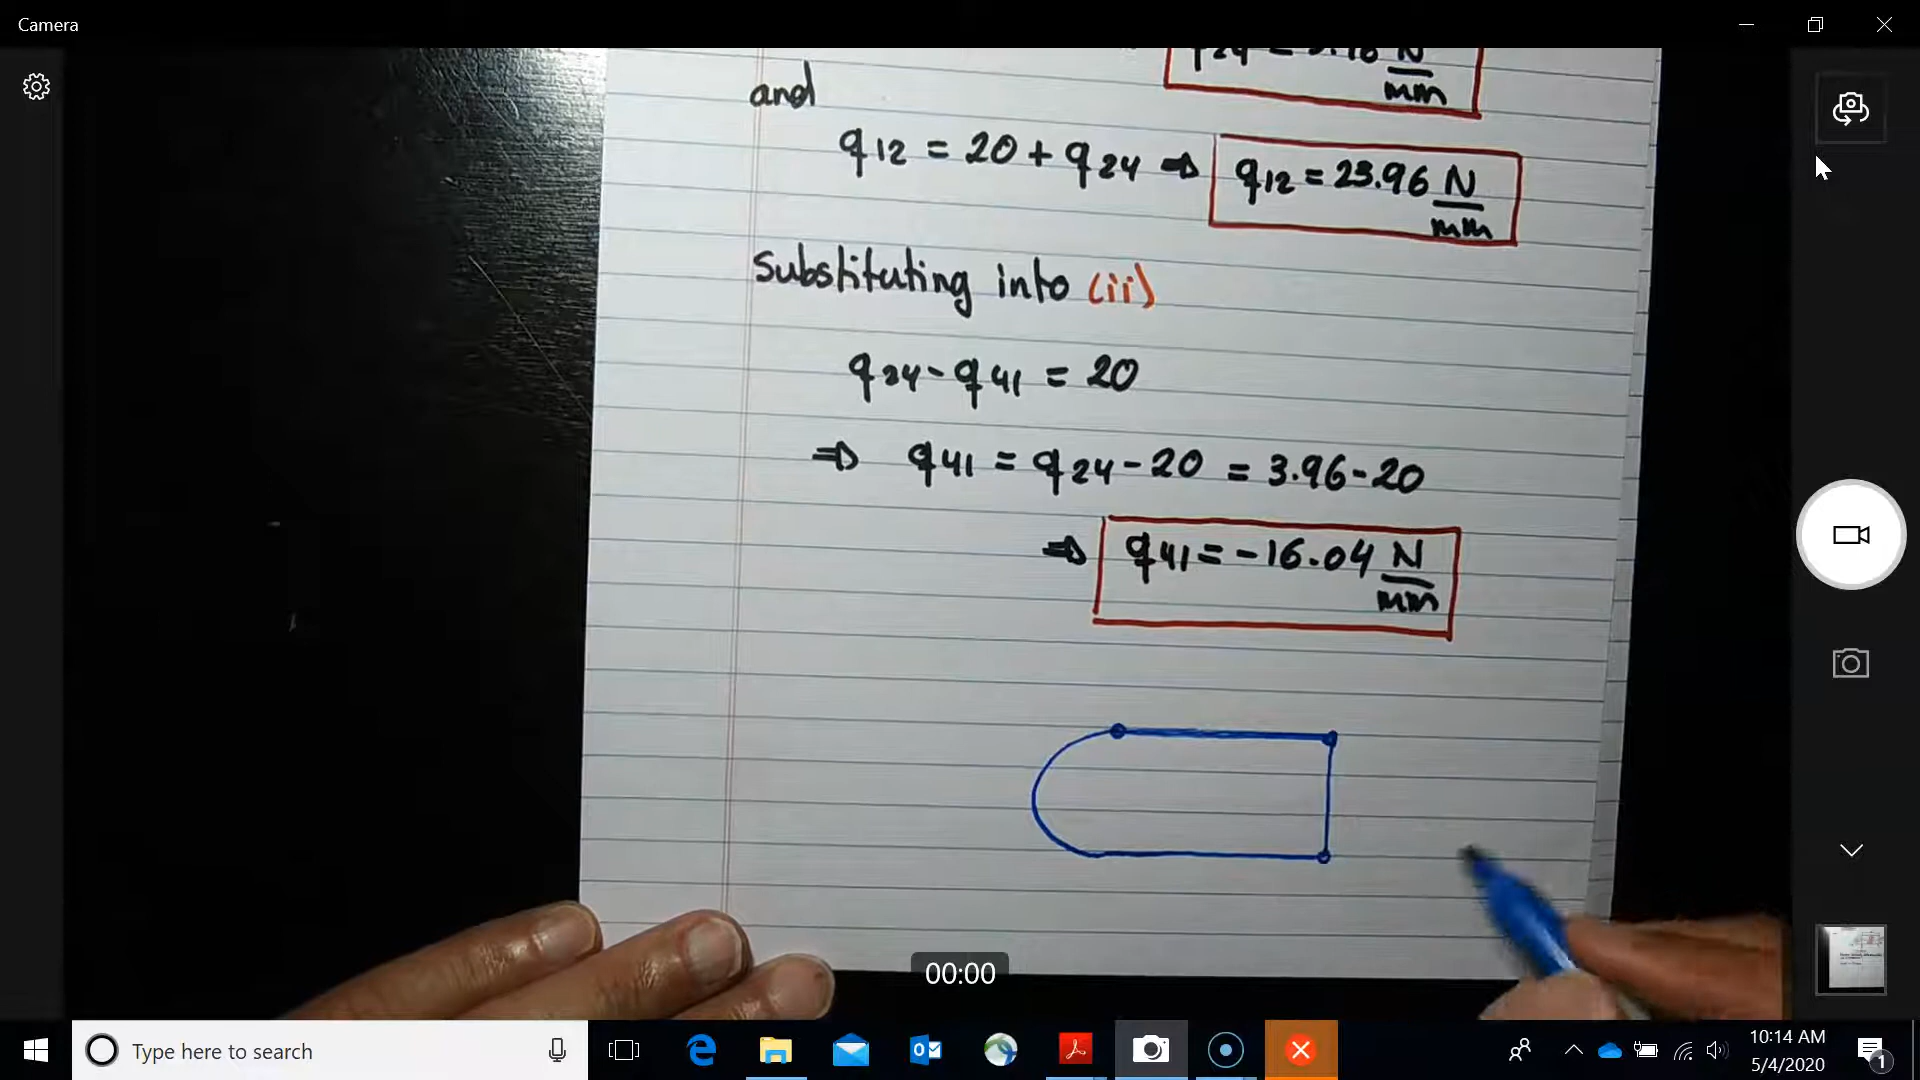 Camera
and
q12 = 20 + q24 ⇒ q12 = 23.96 N/mm
Substituting into (ii)
q24 - q41 = 20
⇒ q41 = q24 - 20 = 3.96 - 20
⇒ q41 = -16.04 N/mm
00:00
Type here to search
10:14 AM
5/4/2020
1